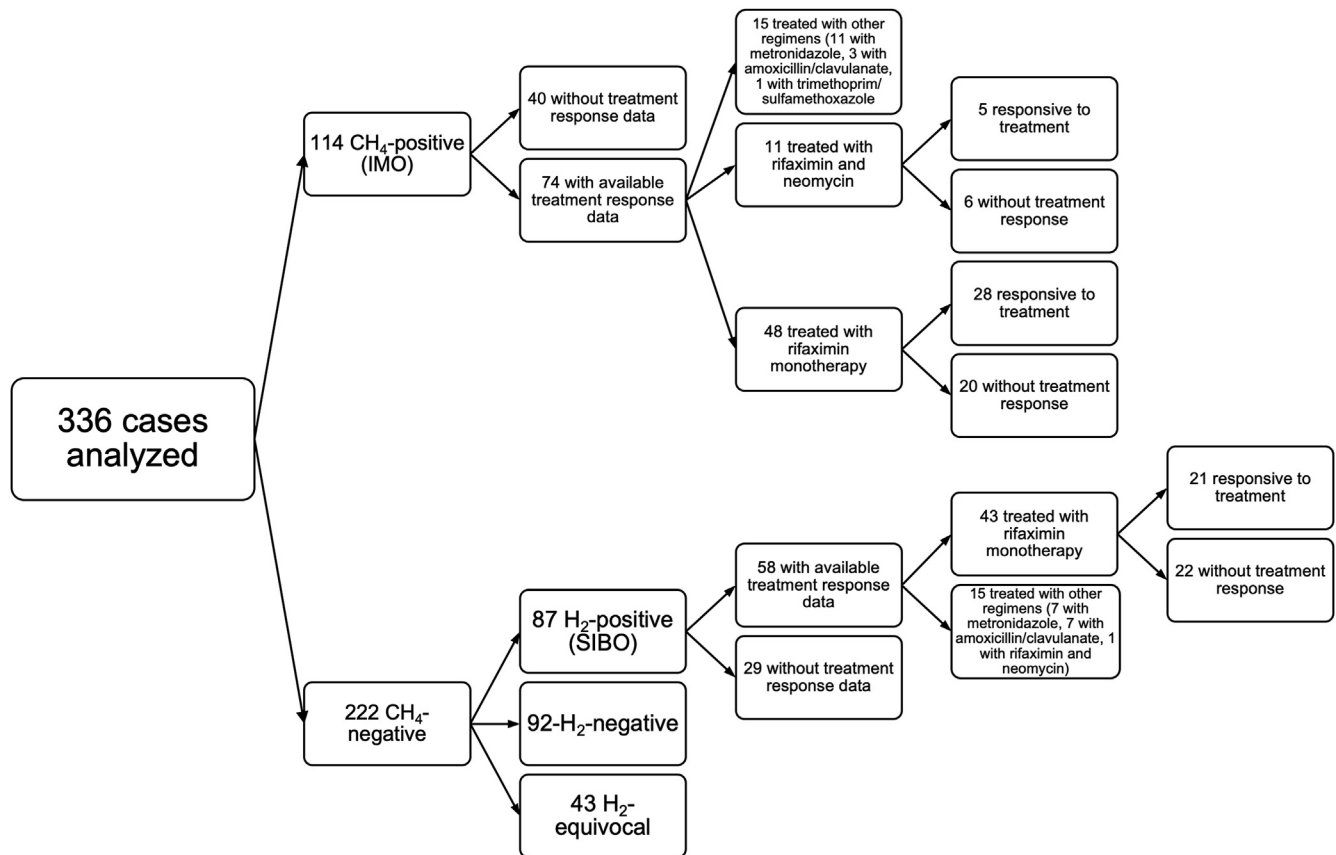 336 cases
analyzed
114 CH₄-positive
(IMO)
40 without treatment
response data
74 with available
treatment response
data
15 treated with other
regimens (11 with
metronidazole, 3 with
amoxicillin/clavulanate,
1 with trimethoprim/
sulfamethoxazole
11 treated with
rifaximin and
neomycin
5 responsive to
treatment
6 without treatment
response
48 treated with
rifaximin
monotherapy
28 responsive to
treatment
20 without treatment
response
222 CH₄-
negative
87 H₂-positive
(SIBO)
58 with available
treatment response
data
43 treated with
rifaximin
monotherapy
21 responsive to
treatment
22 without treatment
response
15 treated with other
regimens (7 with
metronidazole, 7 with
amoxicillin/clavulanate, 1
with rifaximin and
neomycin)
29 without treatment
response data
92-H₂-negative
43 H₂-
equivocal